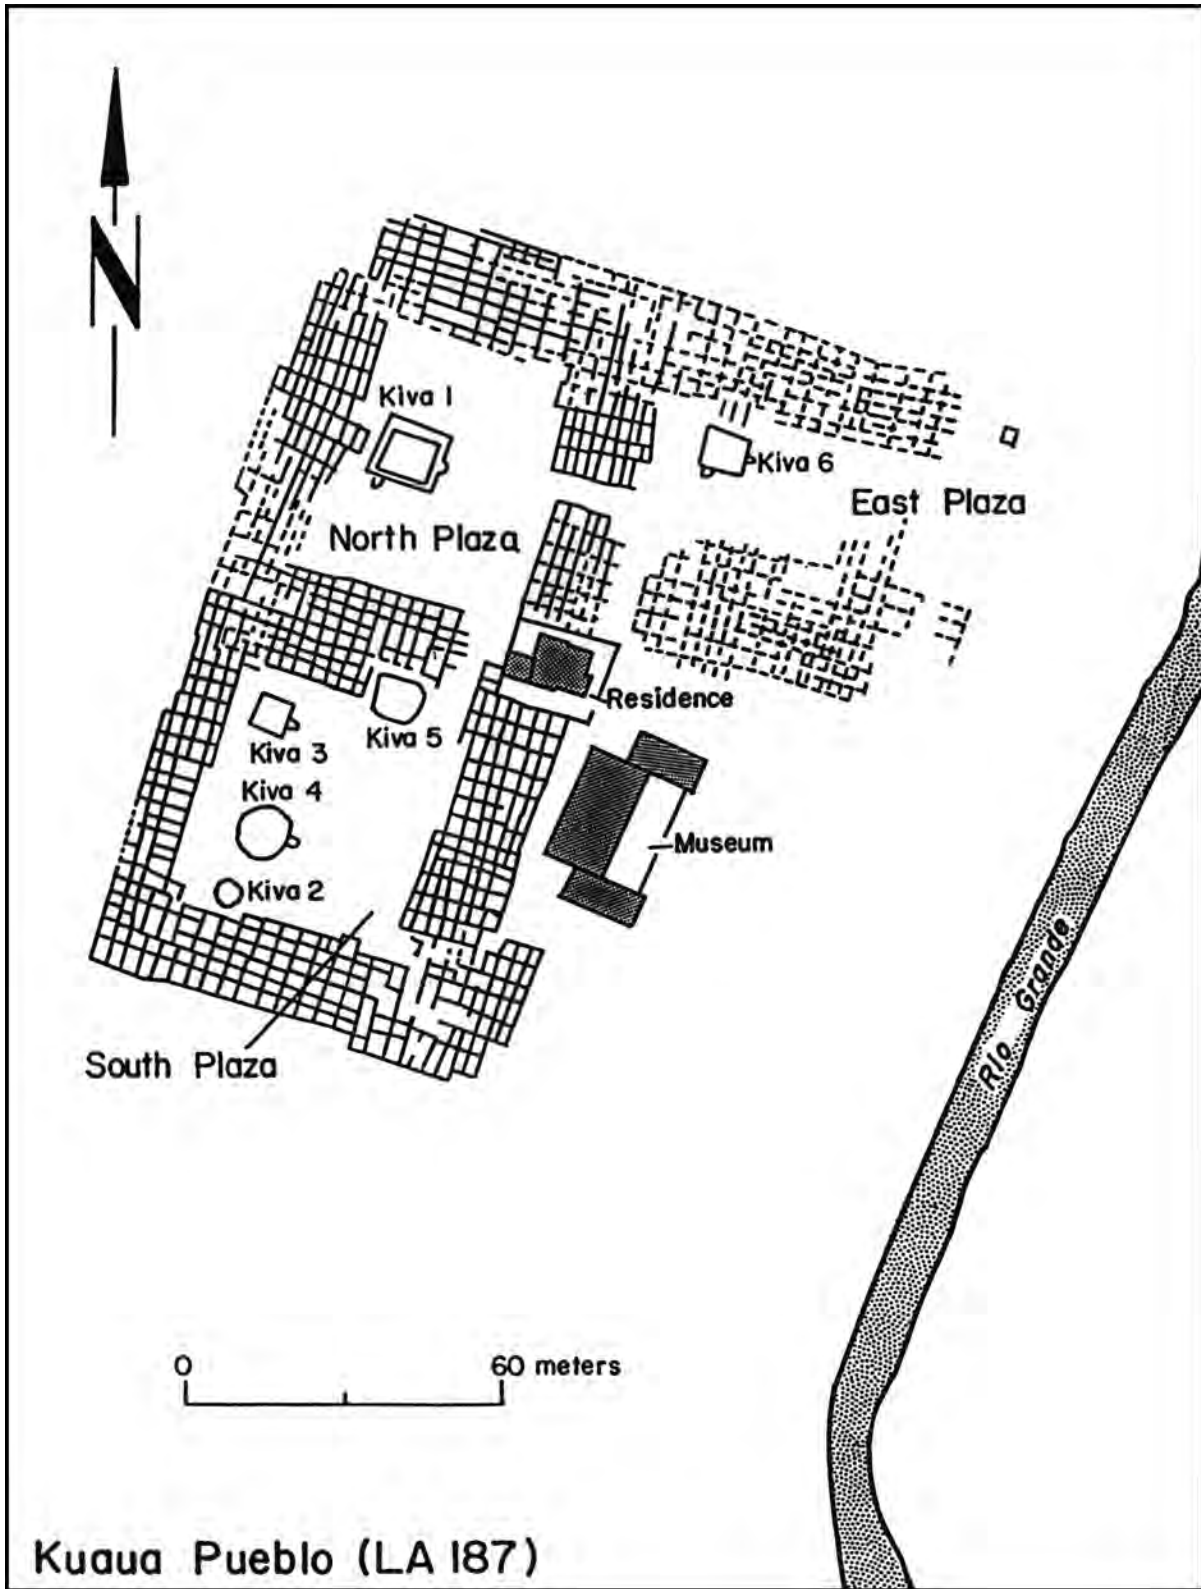 N
Kiva 1
Kiva 6
East Plaza
North Plaza
Residence
Kiva 5
Kiva 3
Kiva 4
Museum
Kiva 2
Rio Grande
South Plaza
0 60 meters
Kuaua Pueblo (LA 187)